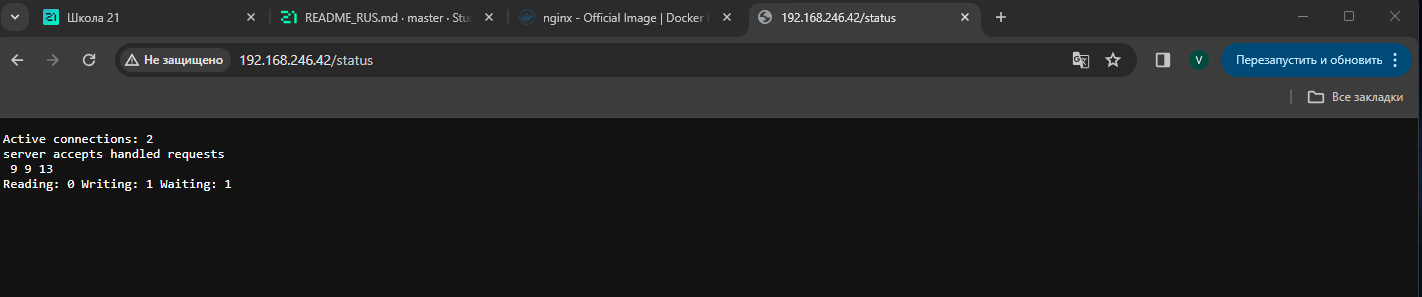 Школа 21
README_RUS.md · master · Stu
nginx - Official Image | Docker
192.168.246.42/status
Не защищено
192.168.246.42/status
V
Перезапустить и обновить
Все закладки
Active connections: 2
server accepts handled requests
9 9 13
Reading: 0 Writing: 1 Waiting: 1